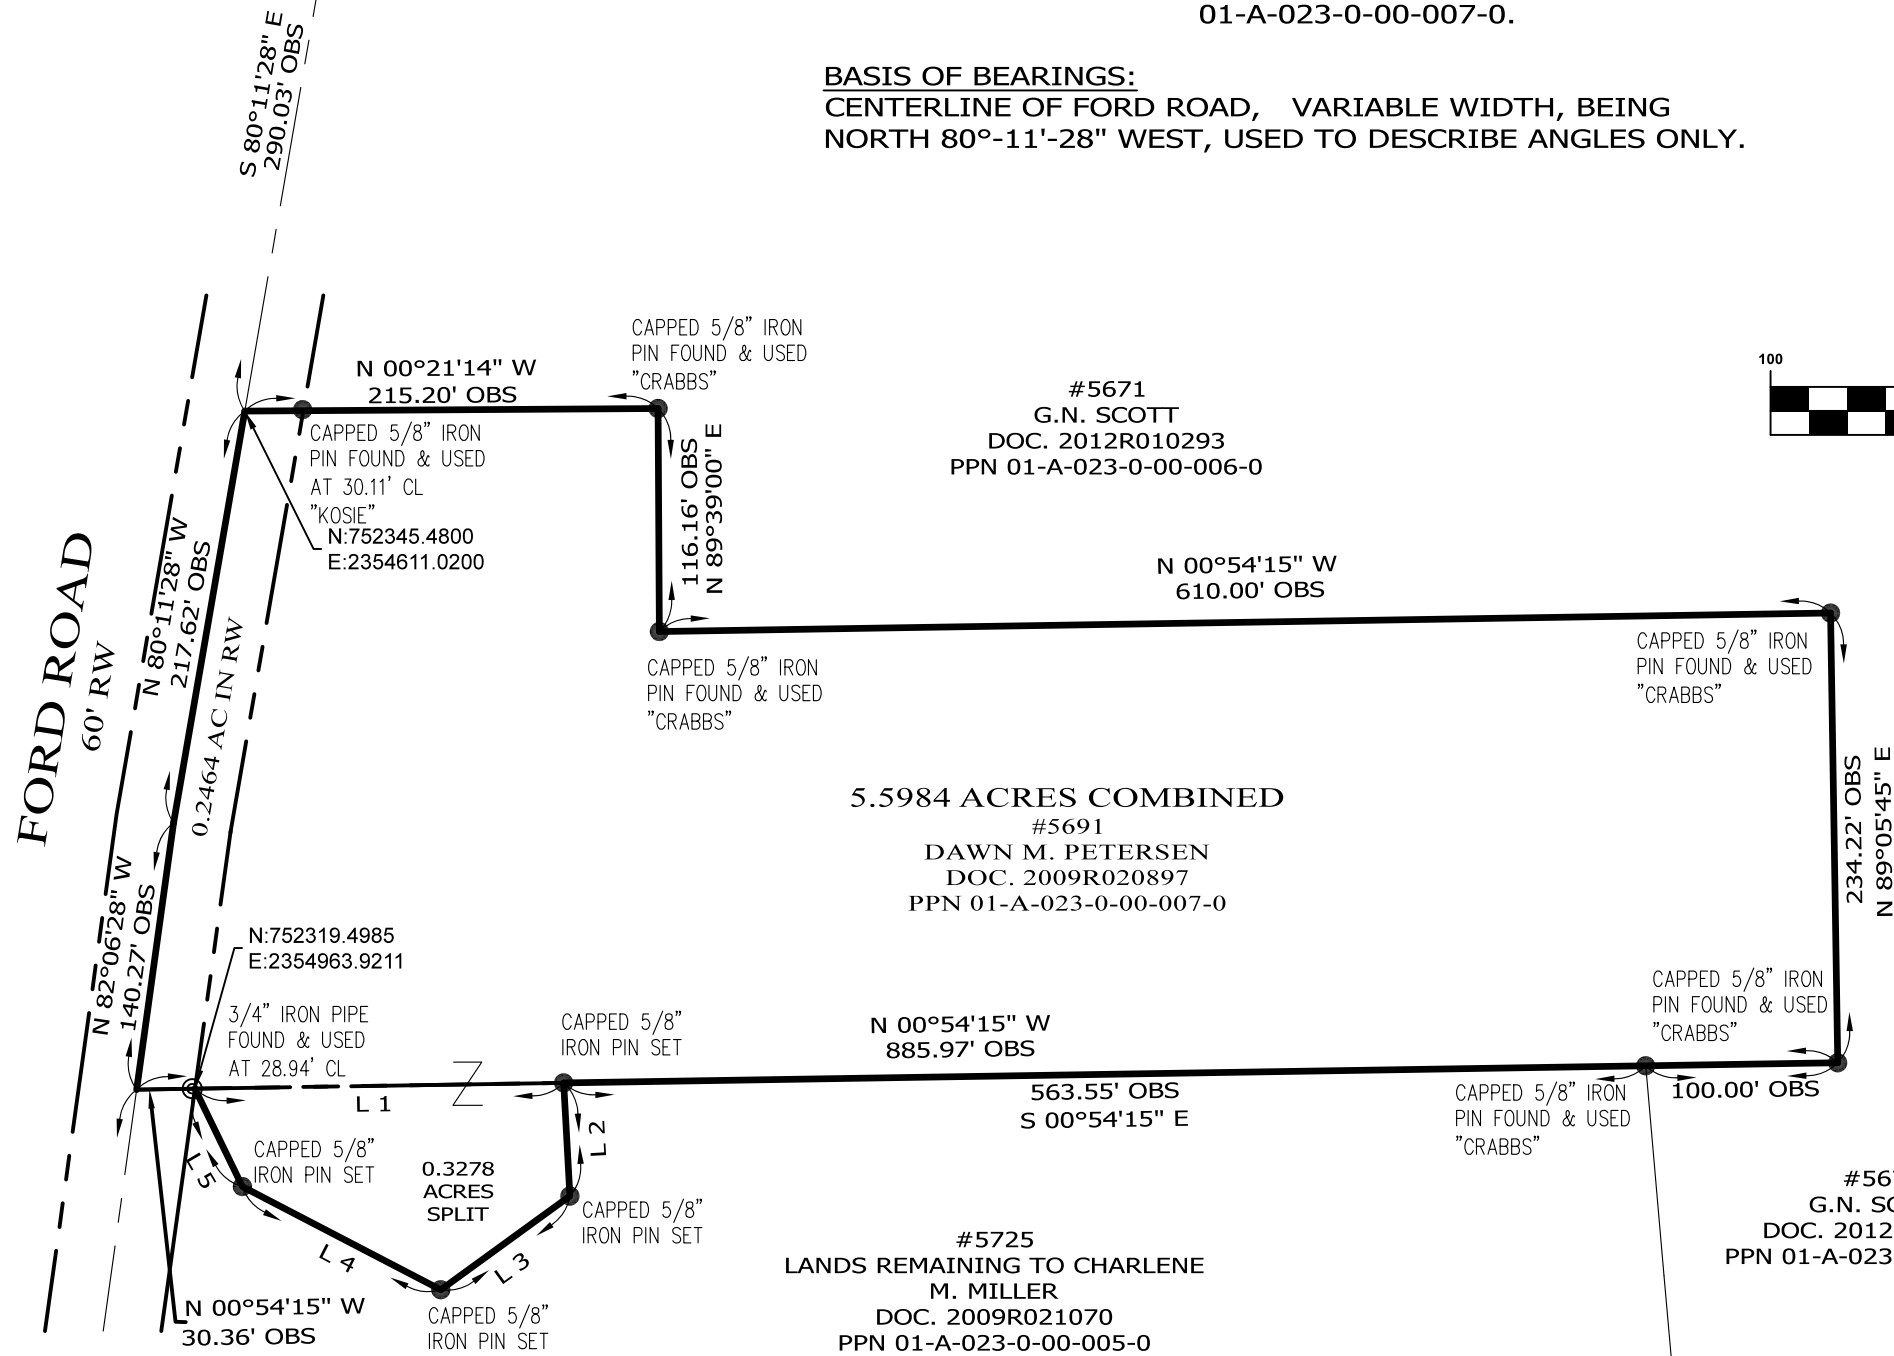 01-A-023-0-00-007-0.
BASIS OF BEARINGS:
CENTERLINE OF FORD ROAD, VARIABLE WIDTH, BEING
NORTH 80°-11'-28" WEST, USED TO DESCRIBE ANGLES ONLY.
S 80°11'28" E
290.03' OBS
CAPPED 5/8" IRON
PIN FOUND & USED
"CRABBS"
N 00°21'14" W
215.20' OBS
100
#5671
G.N. SCOTT
DOC. 2012R010293
PPN 01-A-023-0-00-006-0
CAPPED 5/8" IRON
PIN FOUND & USED
AT 30.11' CL
"KOSIE"
N:752345.4800
E:2354611.0200
116.16' OBS
N 89°39'00" E
N 00°54'15" W
610.00' OBS
FORD ROAD
60' RW
N 80°11'28" W
217.62' OBS
0.2464 AC IN RW
CAPPED 5/8" IRON
PIN FOUND & USED
"CRABBS"
CAPPED 5/8" IRON
PIN FOUND & USED
"CRABBS"
5.5984 ACRES COMBINED
#5691
DAWN M. PETERSEN
DOC. 2009R020897
PPN 01-A-023-0-00-007-0
234.22' OBS
N 89°05'45" E
N 82°06'28" W
140.27' OBS
N:752319.4985
E:2354963.9211
3/4" IRON PIPE
FOUND & USED
AT 28.94' CL
CAPPED 5/8"
IRON PIN SET
N 00°54'15" W
885.97' OBS
CAPPED 5/8" IRON
PIN FOUND & USED
"CRABBS"
L 1
563.55' OBS
S 00°54'15" E
CAPPED 5/8" IRON
PIN FOUND & USED
"CRABBS"
100.00' OBS
L 2
L 5
CAPPED 5/8"
IRON PIN SET
0.3278
ACRES
SPLIT
CAPPED 5/8"
IRON PIN SET
L 4
L 3
#5725
LANDS REMAINING TO CHARLENE
M. MILLER
DOC. 2009R021070
PPN 01-A-023-0-00-005-0
#567
G.N. SC
DOC. 2012
PPN 01-A-023
N 00°54'15" W
30.36' OBS
CAPPED 5/8"
IRON PIN SET